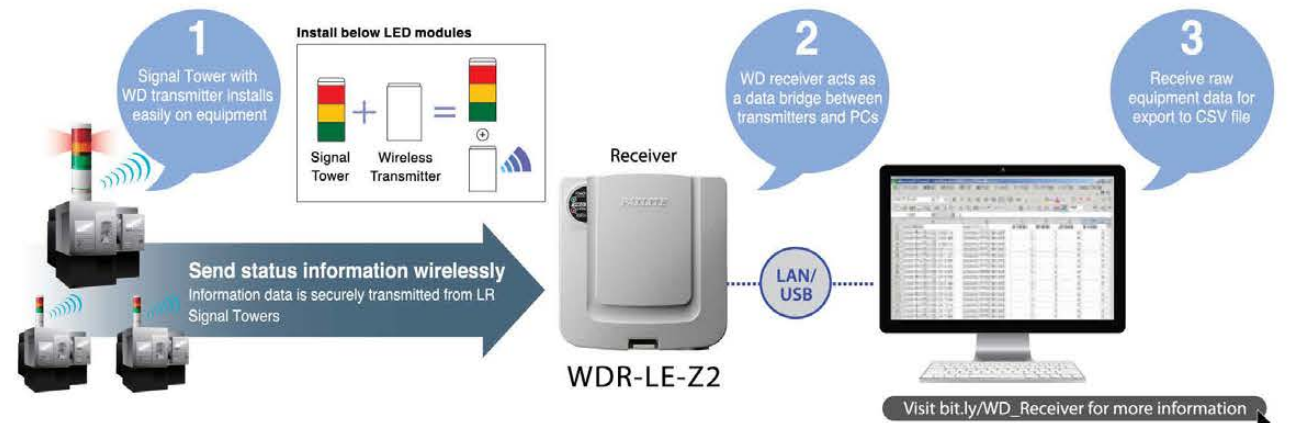 1
Signal Tower with
WD transmitter installs
easily on equipment
Install below LED modules
+
=
Signal
Tower
Wireless
Transmitter
Send status information wirelessly
Information data is securely transmitted from LR
Signal Towers
Receiver
PATLITE
WDR-LE-Z2
2
WD receiver acts as
a data bridge between
transmitters and PCs
LAN/
USB
3
Receive raw
equipment data for
export to CSV file
Visit bit.ly/WD_Receiver for more information